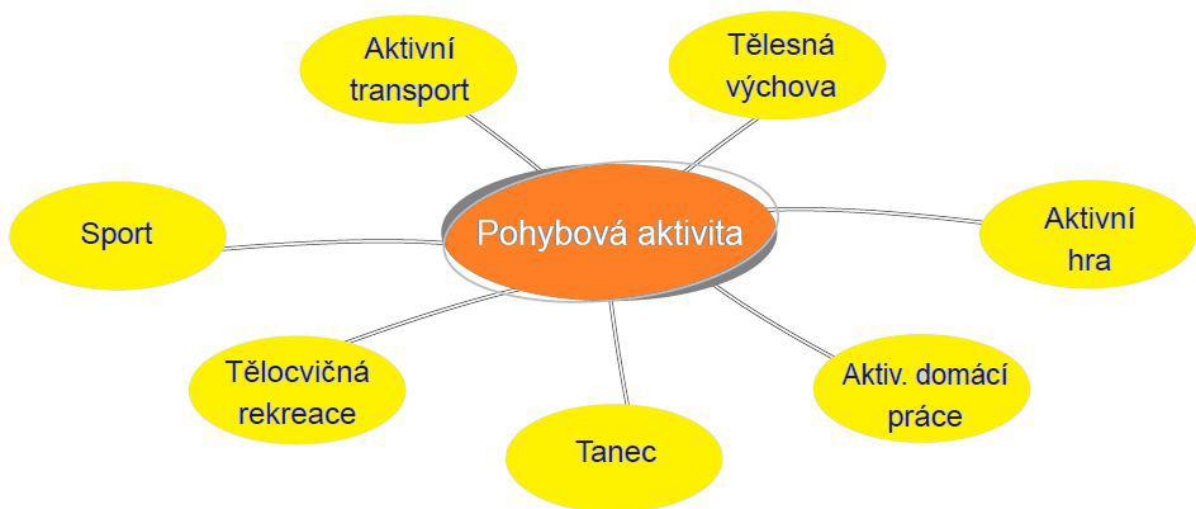 Aktivní
transport
Tělesná
výchova
Sport
Pohybová aktivita
Aktivní
hra
Tělocvičná
rekreace
Aktiv. domácí
práce
Tanec